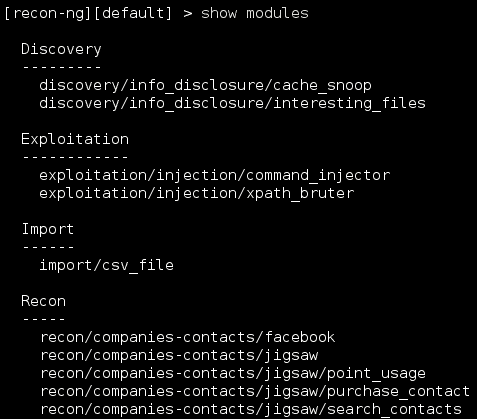 [recon-ng][default] > show modules
Discovery
---------
discovery/info_disclosure/cache_snoop
discovery/info_disclosure/interesting_files
Exploitation
------------
exploitation/injection/command_injector
exploitation/injection/xpath_bruter
Import
------
import/csv_file
Recon
-----
recon/companies-contacts/facebook
recon/companies-contacts/jigsaw
recon/companies-contacts/jigsaw/point_usage
recon/companies-contacts/jigsaw/purchase_contact
recon/companies-contacts/jigsaw/search_contacts